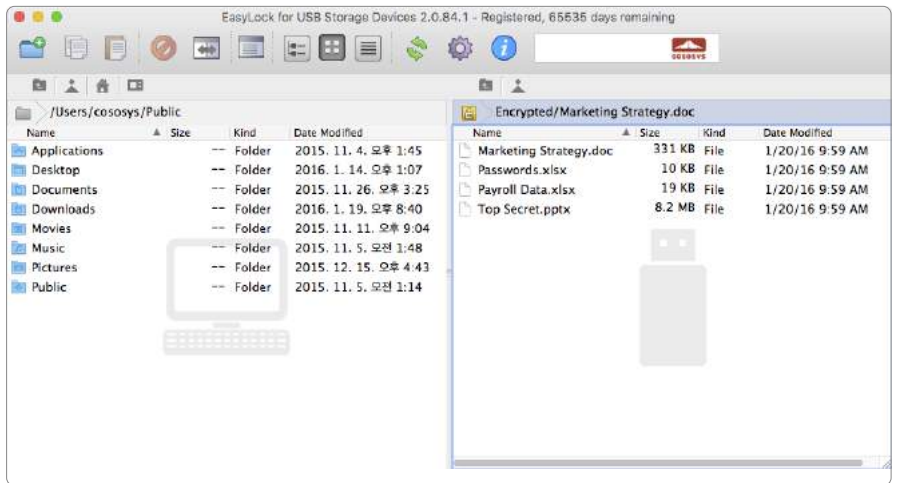 EasyLock for USB Storage Devices 2.0.84.1 - Registered, 65535 days remaining
COSOSYS
/Users/cososys/Public
Name Size Kind Date Modified
Applications -- Folder 2015. 11. 4. 오후 1:45
Desktop -- Folder 2016. 1. 14. 오후 1:07
Documents -- Folder 2015. 11. 26. 오후 3:25
Downloads -- Folder 2016. 1. 19. 오후 8:40
Movies -- Folder 2015. 11. 11. 오후 9:04
Music -- Folder 2015. 11. 5. 오전 1:48
Pictures -- Folder 2015. 12. 15. 오후 4:43
Public -- Folder 2015. 11. 5. 오전 1:14
Encrypted/Marketing Strategy.doc
Name Size Kind Date Modified
Marketing Strategy.doc 331 KB File 1/20/16 9:59 AM
Passwords.xlsx 10 KB File 1/20/16 9:59 AM
Payroll Data.xlsx 19 KB File 1/20/16 9:59 AM
Top Secret.pptx 8.2 MB File 1/20/16 9:59 AM